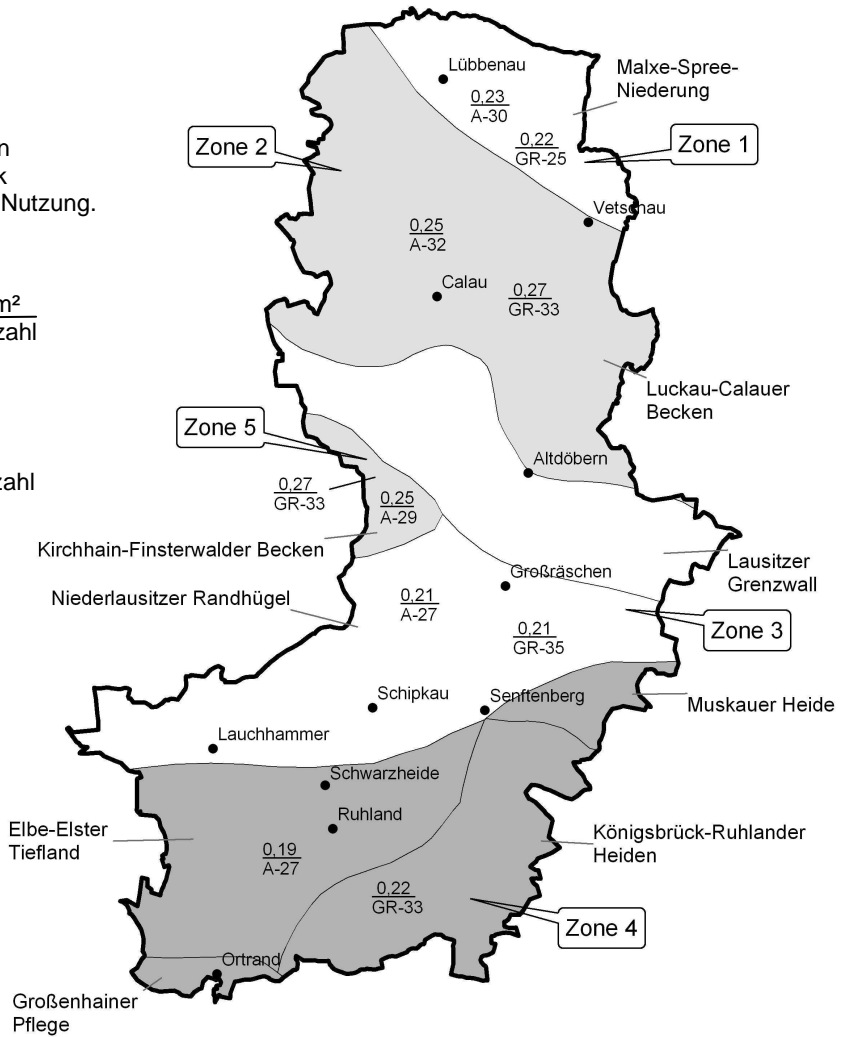 n
k
Nutzung.
m²
zahl
zahl
Lübbenau
Malxe-Spree-
Niederung
0,23
A-30
Zone 2
0,22
GR-25
Zone 1
Vetschau
0,25
A-32
Calau
0,27
GR-33
Luckau-Calauer
Becken
Zone 5
Altdöbern
0,27
GR-33
0,25
A-29
Kirchhain-Finsterwalder Becken
Lausitzer
Grenzwall
Großräschen
Niederlausitzer Randhügel
0,21
A-27
0,21
GR-35
Zone 3
Schipkau
Senftenberg
Muskauer Heide
Lauchhammer
Schwarzheide
Ruhland
Elbe-Elster
Tiefland
Königsbrück-Ruhlander
Heiden
0,19
A-27
0,22
GR-33
Zone 4
Ortrand
Großenhainer
Pflege